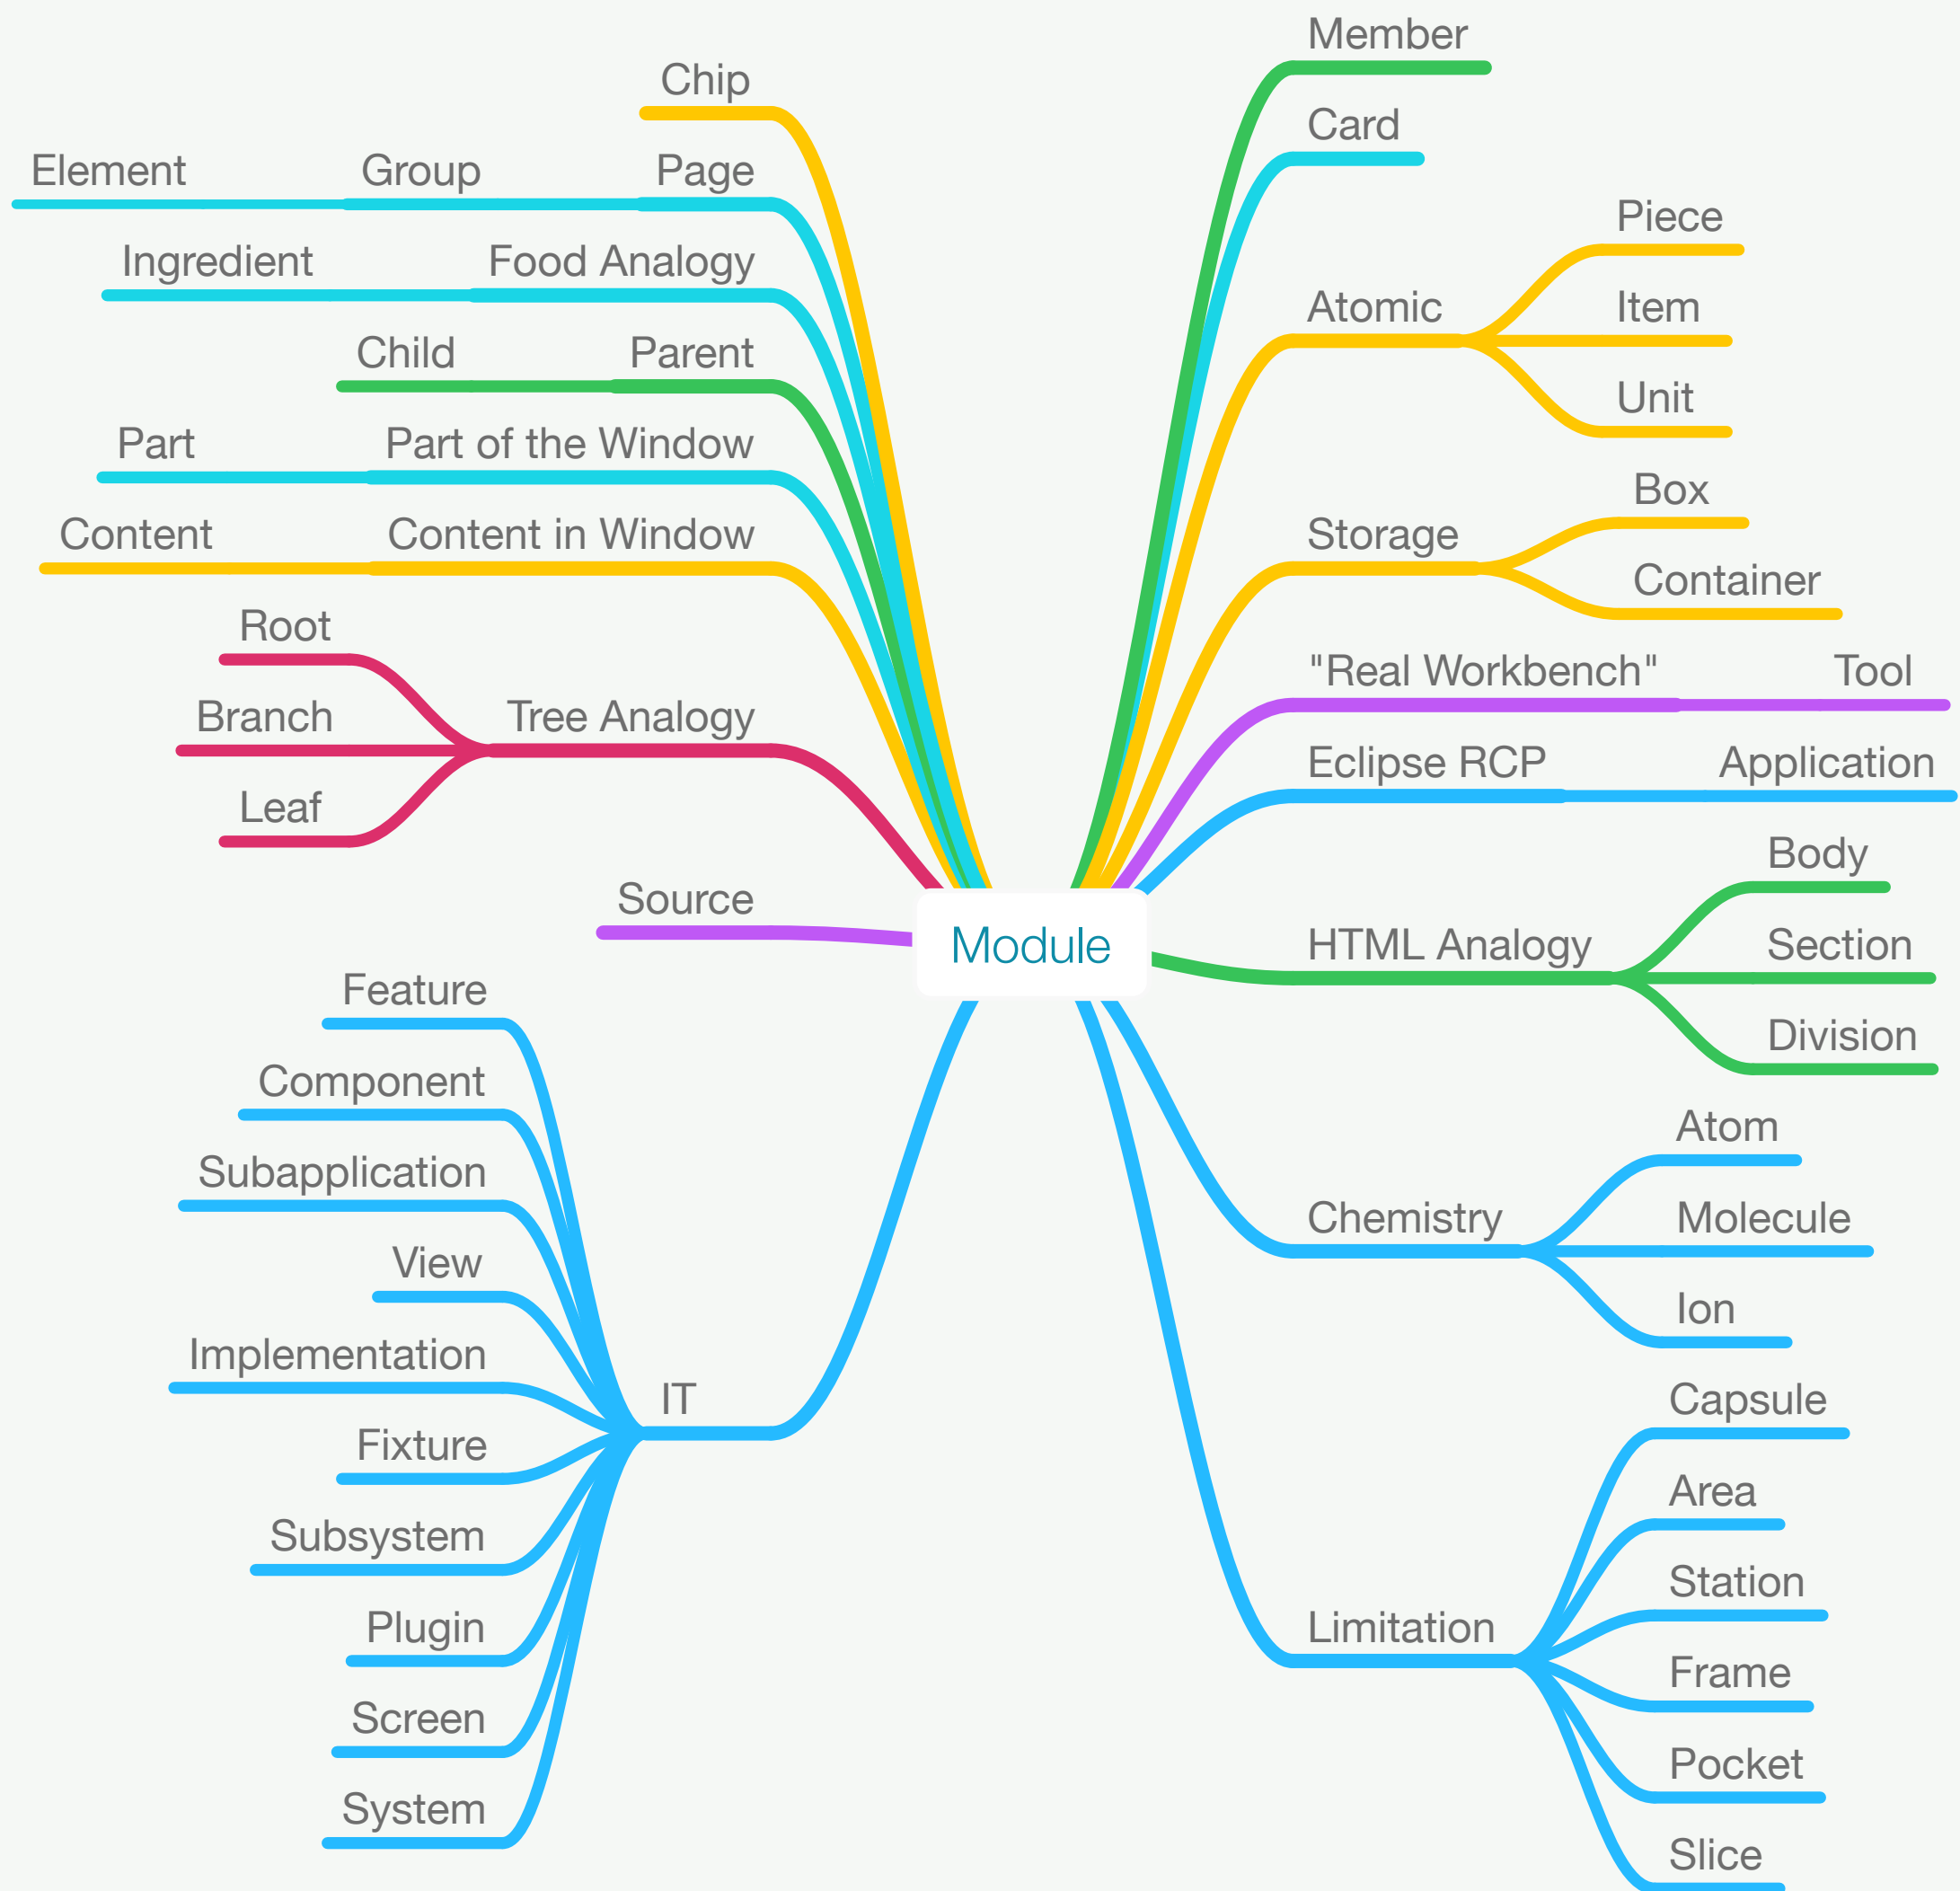 Member
Chip
Card
Element Group Page
Piece
Ingredient Food Analogy
Atomic Item
Child Parent
Unit
Part Part of the Window
Box
Content Content in Window
Storage
Container
Root
"Real Workbench" Tool
Branch Tree Analogy
Eclipse RCP Application
Leaf
Body
Source
Module
HTML Analogy Section
Feature
Division
Component
Atom
Subapplication
Chemistry Molecule
View
Ion
Implementation
IT
Capsule
Fixture
Area
Subsystem
Station
Plugin
Limitation
Frame
Screen
Pocket
System
Slice